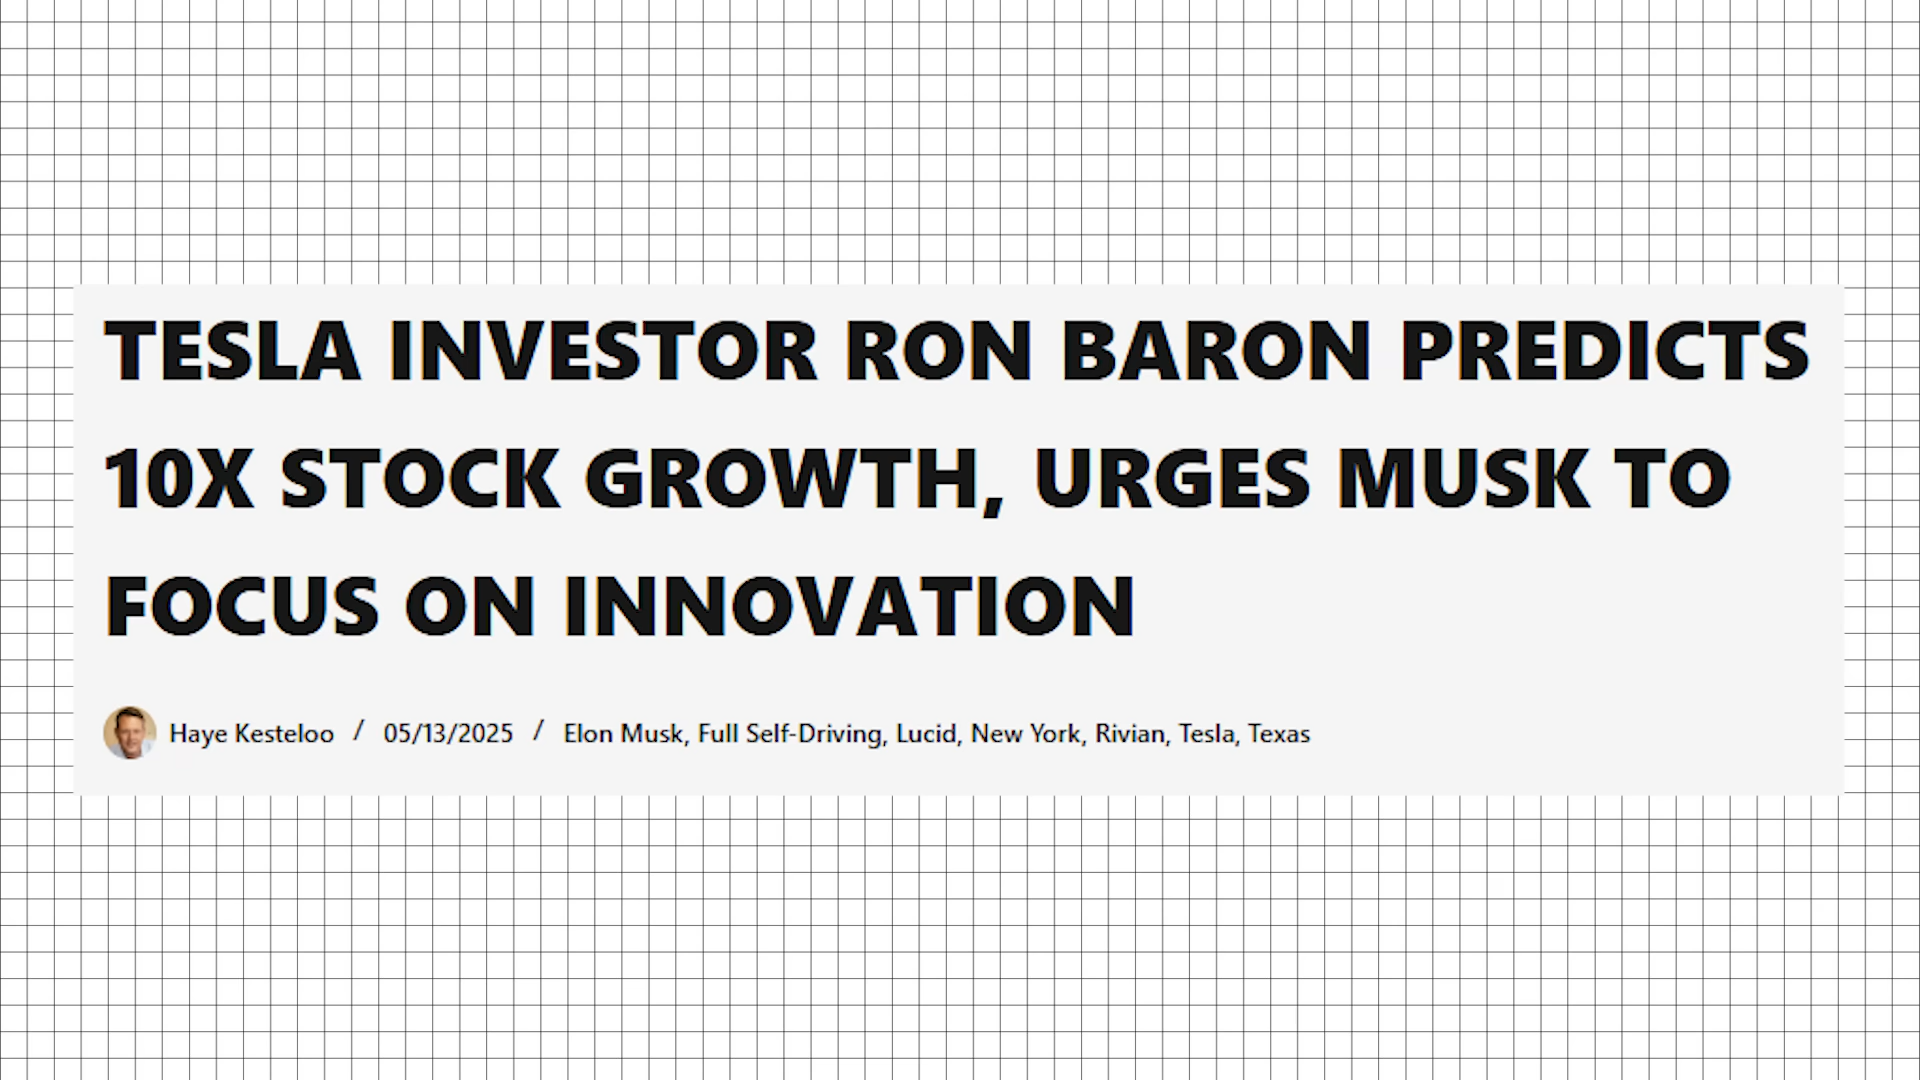 TESLA INVESTOR RON BARON PREDICTS
10X STOCK GROWTH, URGES MUSK TO
FOCUS ON INNOVATION
Haye Kesteloo / 05/13/2025 / Elon Musk, Full Self-Driving, Lucid, New York, Rivian, Tesla, Texas